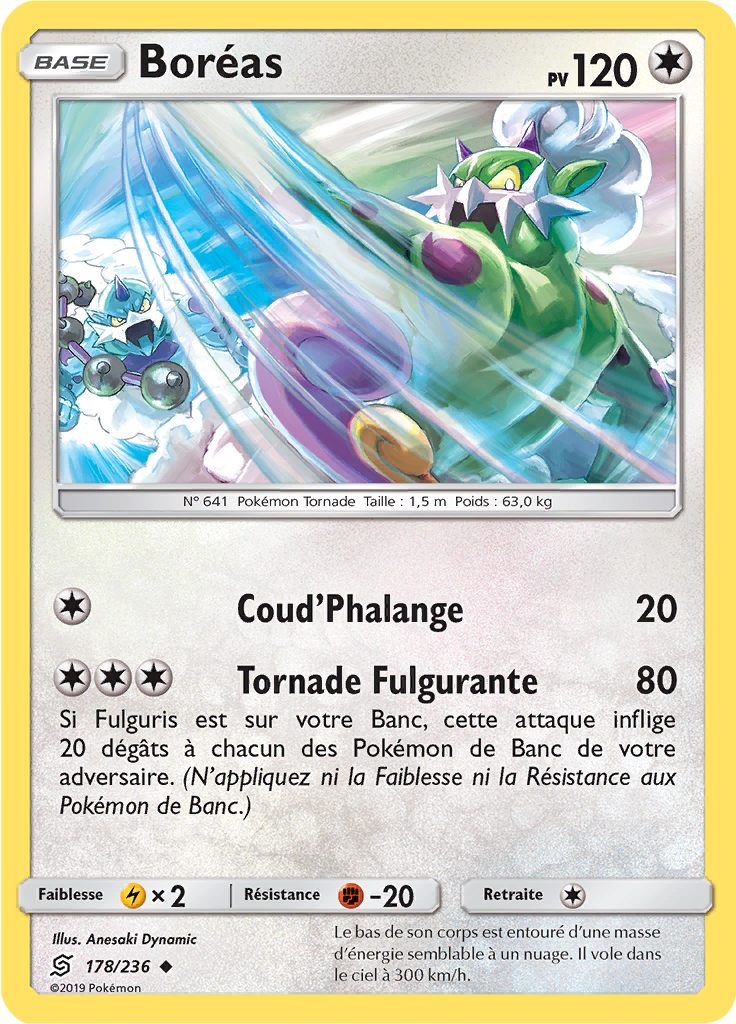 BASE
Boréas
PV 120
N° 641 Pokémon Tornade Taille : 1,5 m Poids : 63,0 kg
Coud’Phalange 20
Tornade Fulgurante 80
Si Fulguris est sur votre Banc, cette attaque inflige
20 dégâts à chacun des Pokémon de Banc de votre
adversaire. (N’appliquez ni la Faiblesse ni la Résistance aux
Pokémon de Banc.)
Faiblesse × 2 Résistance -20 Retraite
Illus. Anesaki Dynamic
178/236
©2019 Pokémon
Le bas de son corps est entouré d’une masse
d’énergie semblable à un nuage. Il vole dans
le ciel à 300 km/h.